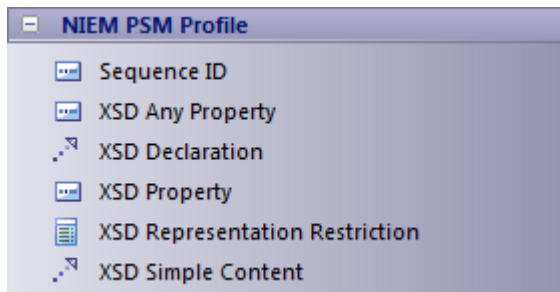 NIEM PSM Profile
Sequence ID
XSD Any Property
XSD Declaration
XSD Property
XSD Representation Restriction
XSD Simple Content